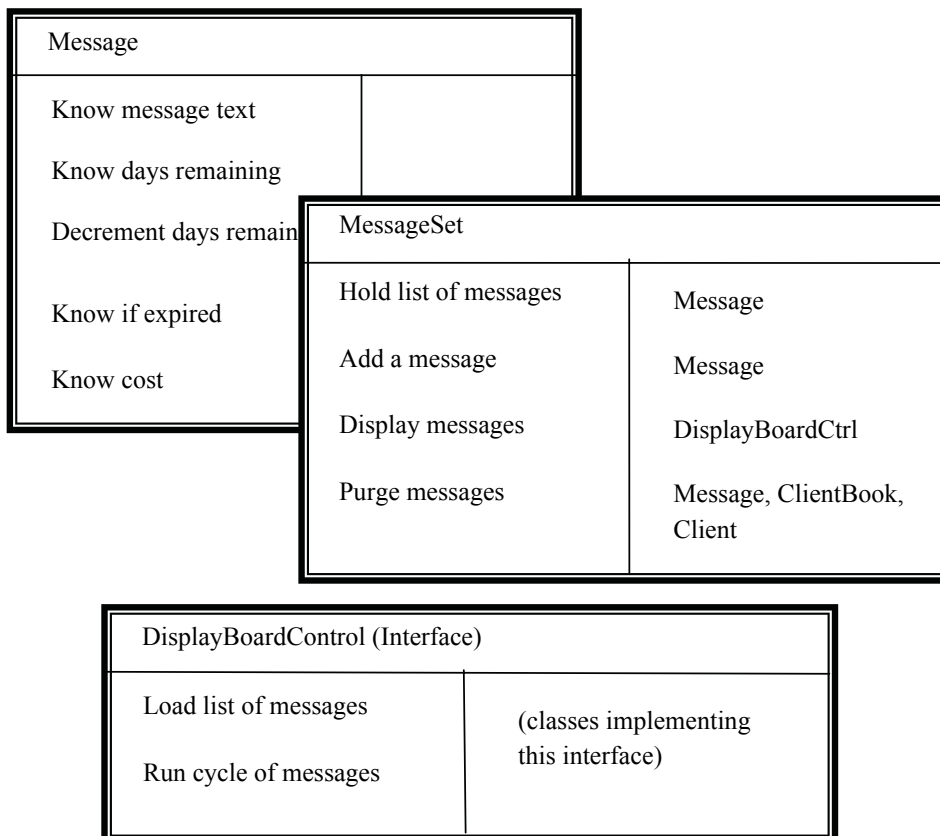 Message
Know message text
Know days remaining
Decrement days remain
Know if expired
Know cost
MessageSet
Hold list of messages
Message
Add a message
Message
Display messages
DisplayBoardCtrl
Purge messages
Message, ClientBook,
Client
DisplayBoardControl (Interface)
Load list of messages
(classes implementing
this interface)
Run cycle of messages